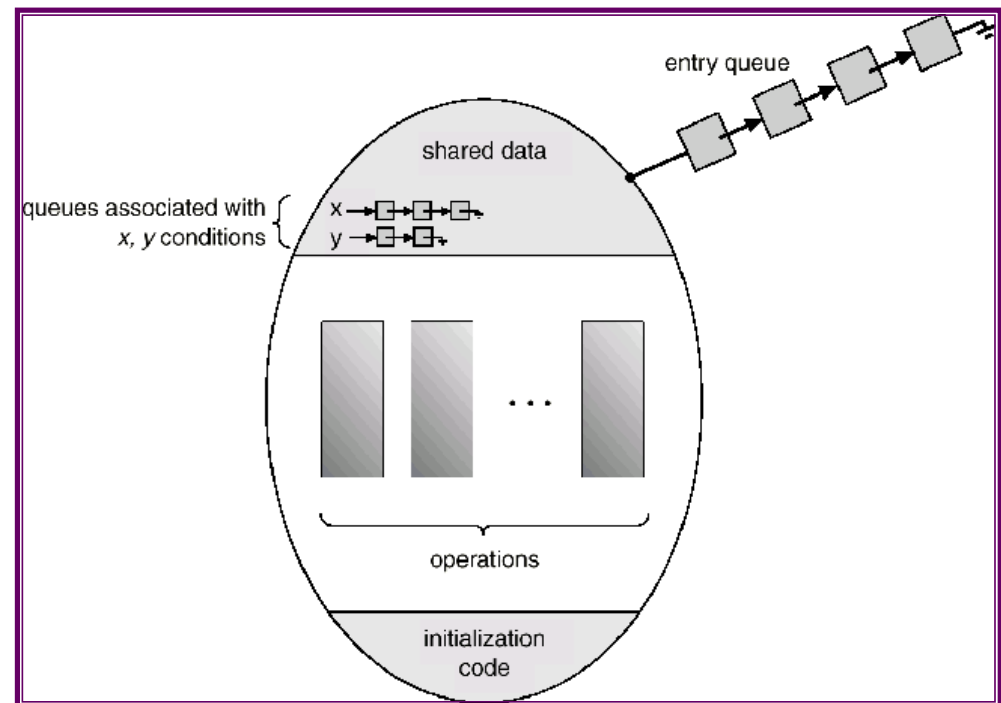 entry queue
shared data
queues associated with
x, y conditions
x
y
...
operations
initialization
code